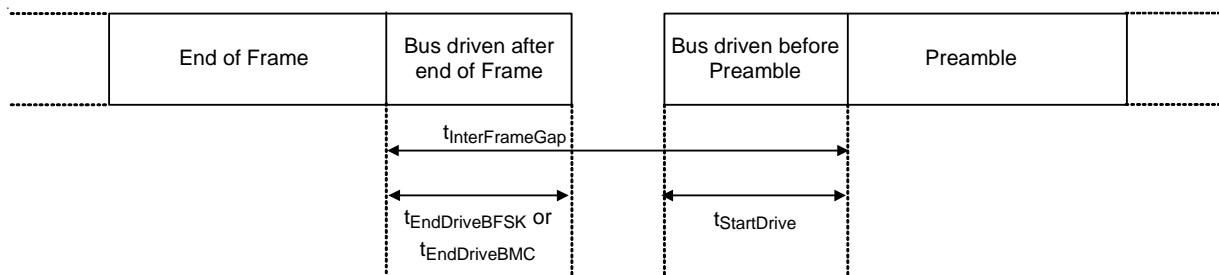 End of Frame
Bus driven after
end of Frame
Bus driven before
Preamble
Preamble
tInterFrameGap
tEndDriveBFSK or
tEndDriveBMC
tStartDrive